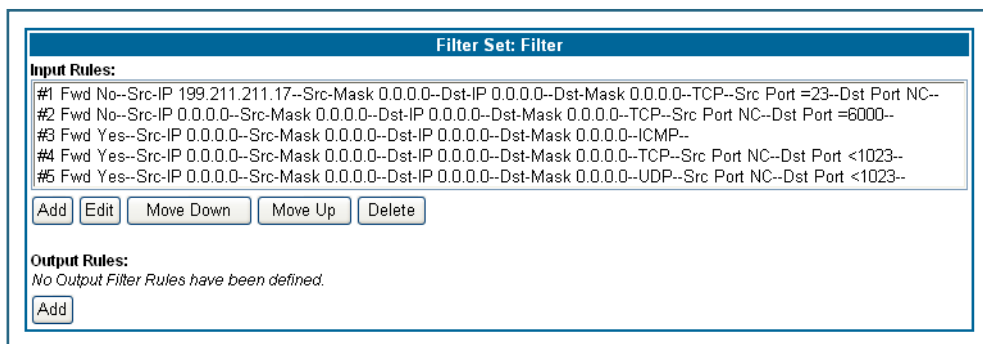 Filter Set: Filter
Input Rules:
#1 Fwd No--Src-IP 199.211.211.17--Src-Mask 0.0.0.0--Dst-IP 0.0.0.0--Dst-Mask 0.0.0.0--TCP--Src Port =23--Dst Port NC--
#2 Fwd No--Src-IP 0.0.0.0--Src-Mask 0.0.0.0--Dst-IP 0.0.0.0--Dst-Mask 0.0.0.0--TCP--Src Port NC--Dst Port =6000--
#3 Fwd Yes--Src-IP 0.0.0.0--Src-Mask 0.0.0.0--Dst-IP 0.0.0.0--Dst-Mask 0.0.0.0--ICMP--
#4 Fwd Yes--Src-IP 0.0.0.0--Src-Mask 0.0.0.0--Dst-IP 0.0.0.0--Dst-Mask 0.0.0.0--TCP--Src Port NC--Dst Port <1023--
#5 Fwd Yes--Src-IP 0.0.0.0--Src-Mask 0.0.0.0--Dst-IP 0.0.0.0--Dst-Mask 0.0.0.0--UDP--Src Port NC--Dst Port <1023--
Add Edit Move Down Move Up Delete
Output Rules:
No Output Filter Rules have been defined.
Add